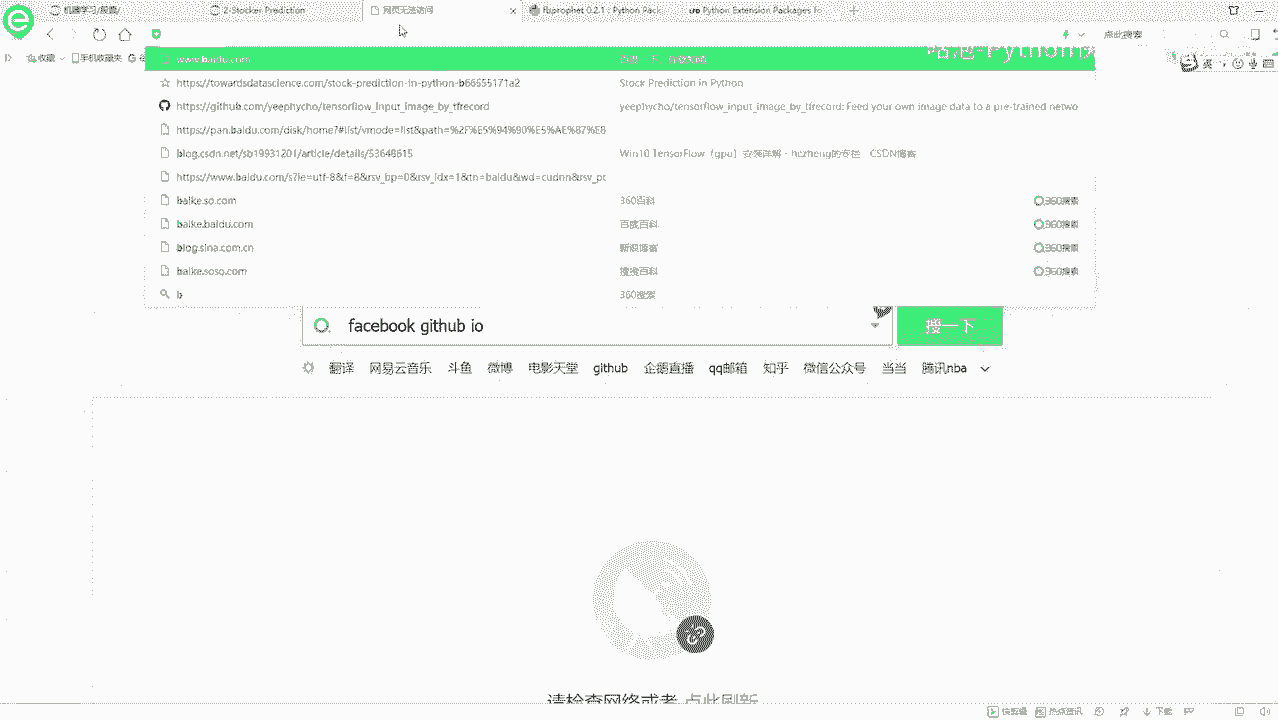 机器学习/股票/
2-Stocker Prediction
网页无法访问
fbprophet 0.2.1 : Python Pack
Python Extension Packages fo
点此搜索
收藏
手机收藏夹
www.baidu.com
https://towardsdatascience.com/stock-prediction-in-python-b66555171a2
Stock Prediction in Python
https://github.com/yeephycho/tensorflow_input_image_by_tfrecord
yeephycho/tensorflow_input_image_by_tfrecord: Feed your own image data to a pre-trained netwo
https://pan.baidu.com/disk/home?#list/vmode=list&path=%2F%E5%94%90%E5%AE%87%E8
blog.csdn.net/sb19931201/article/details/53648615
Win10 TensorFlow（gpu）安装详解 - hczheng的专栏 - CSDN博客
https://www.baidu.com/s?ie=utf-8&f=8&rsv_bp=0&rsv_idx=1&tn=baidu&wd=cudnn&rsv_pc
baike.so.com
360百科
360搜索
baike.baidu.com
百度百科
360搜索
blog.sina.com.cn
新浪博客
360搜索
baike.soso.com
搜搜百科
360搜索
b
360搜索
facebook github io
搜一下
翻译 网易云音乐 斗鱼 微博 电影天堂 github 企鹅直播 qq邮箱 知乎 微信公众号 当当 腾讯nba
请检查网络或者 点此刷新
快剪辑 热点资讯 下载